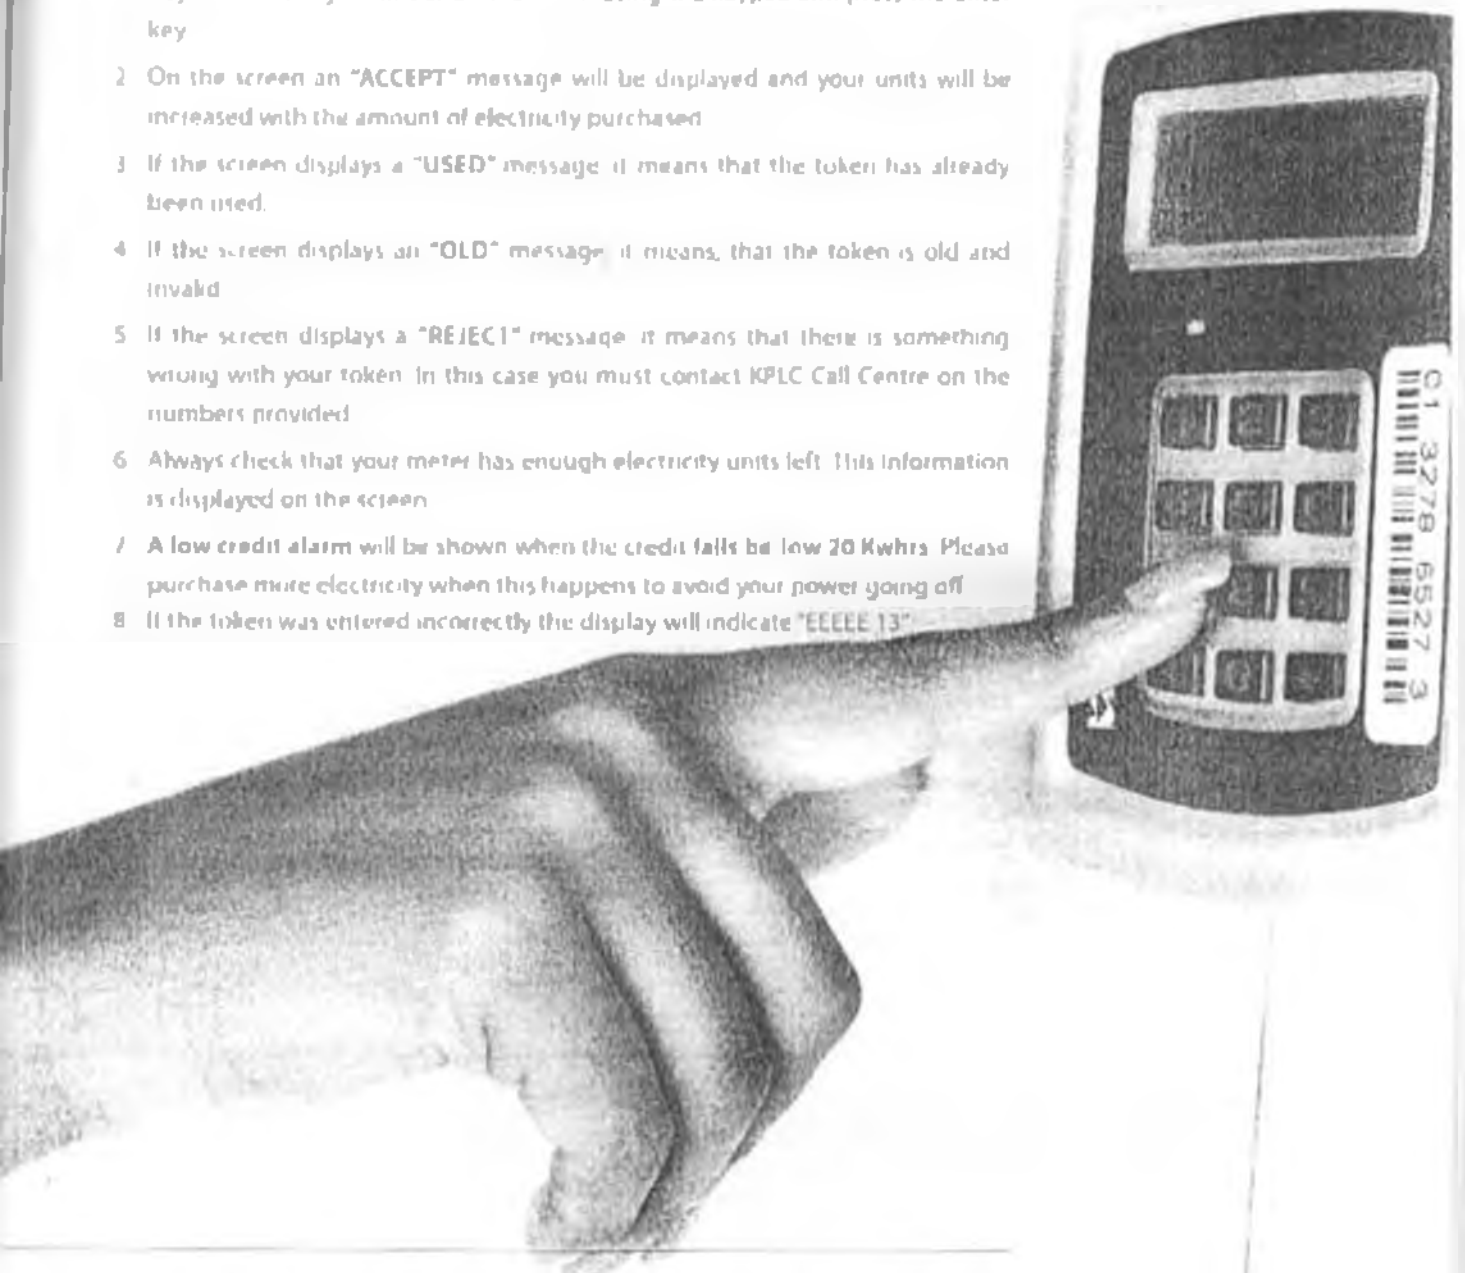 key
2 On the screen an "ACCEPT" message will be displayed and your units will be
increased with the amount of electricity purchased
3 If the screen displays a "USED" message it means that the token has already
been used.
4 If the screen displays an "OLD" message it means, that the token is old and
invalid
5 If the screen displays a "REJECT" message it means that there is something
wrong with your token In this case you must contact KPLC Call Centre on the
numbers provided
6 Always check that your meter has enough electricity units left This information
is displayed on the screen
7 A low credit alarm will be shown when the credit falls be low 20 Kwhrs Please
purchase more electricity when this happens to avoid your power going off
8 If the token was entered incorrectly the display will indicate "EEEEE 13"
01 3278 6527 3